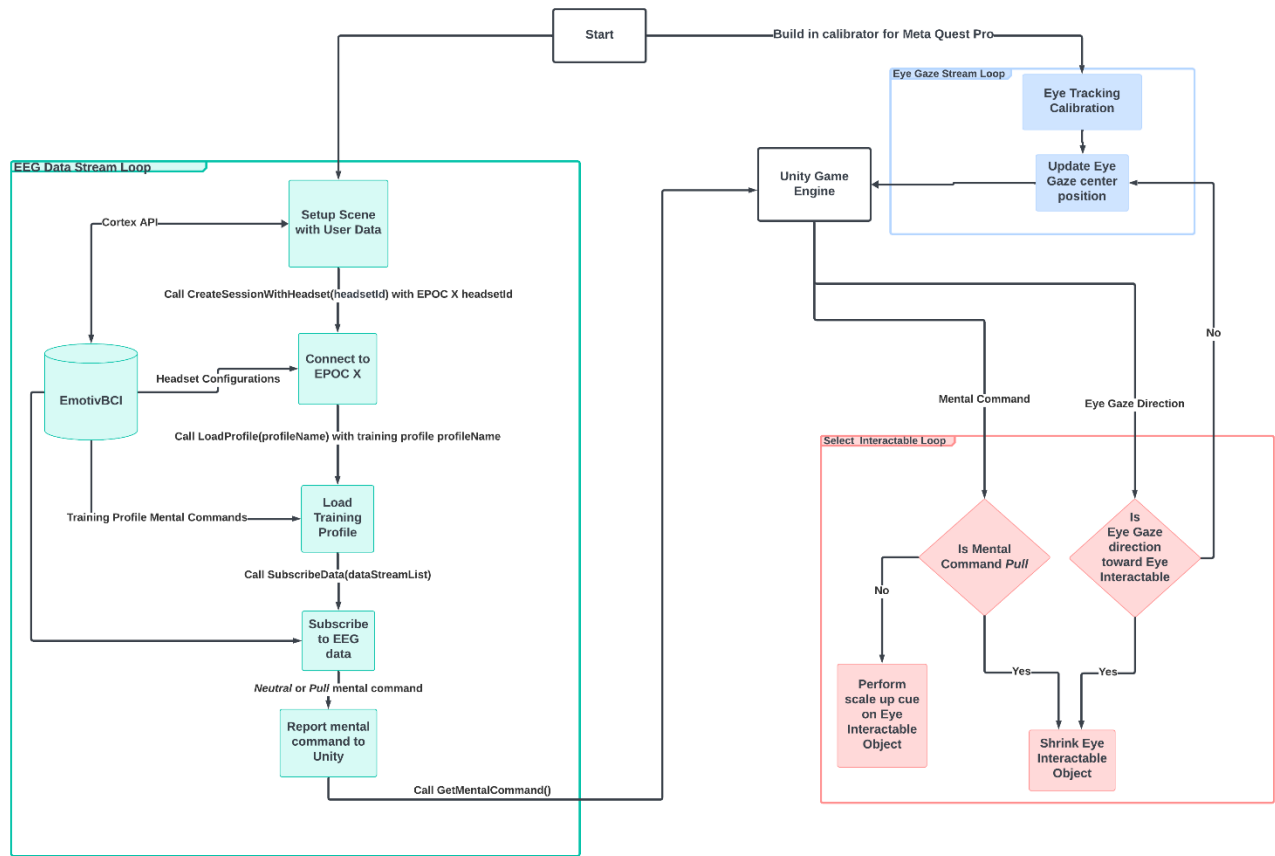 Start
Build in calibrator for Meta Quest Pro
Eye Gaze Stream Loop
Eye Tracking
Calibration
Update Eye
Gaze center
position
Unity Game
Engine
EEG Data Stream Loop
Setup Scene
with User Data
Cortex API
Call CreateSessionWithHeadset(headsetId) with EPOC X headsetId
Connect to
EPOC X
Headset Configurations
EmotivBCI
Call LoadProfile(profileName) with training profile profileName
Load
Training
Profile
Training Profile Mental Commands
Call SubscribeData(dataStreamList)
Subscribe
to EEG
data
Neutral or Pull mental command
Report mental
command to
Unity
Call GetMentalCommand()
No
Mental Command
Eye Gaze Direction
Select Interactable Loop
Is Mental
Command Pull
Is
Eye Gaze
direction
toward Eye
Interactable
No
Yes
Yes
Perform
scale up cue
on Eye
Interactable
Object
Shrink Eye
Interactable
Object